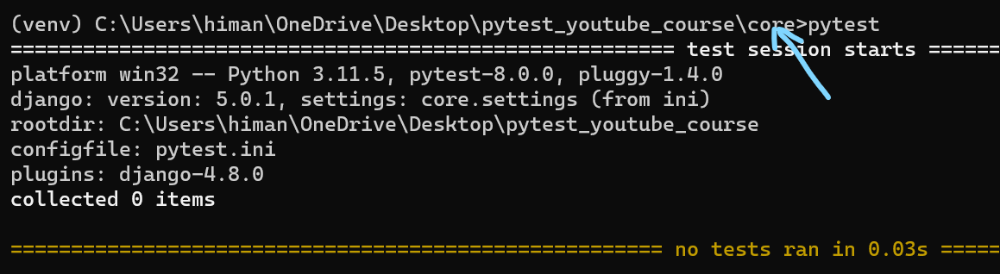 (venv) C:\Users\himan\OneDrive\Desktop\pytest_youtube_course\core>pytest
====================================================== test session starts ======
platform win32 -- Python 3.11.5, pytest-8.0.0, pluggy-1.4.0
django: version: 5.0.1, settings: core.settings (from ini)
rootdir: C:\Users\himan\OneDrive\Desktop\pytest_youtube_course
configfile: pytest.ini
plugins: django-4.8.0
collected 0 items
===================================================== no tests ran in 0.03s =====